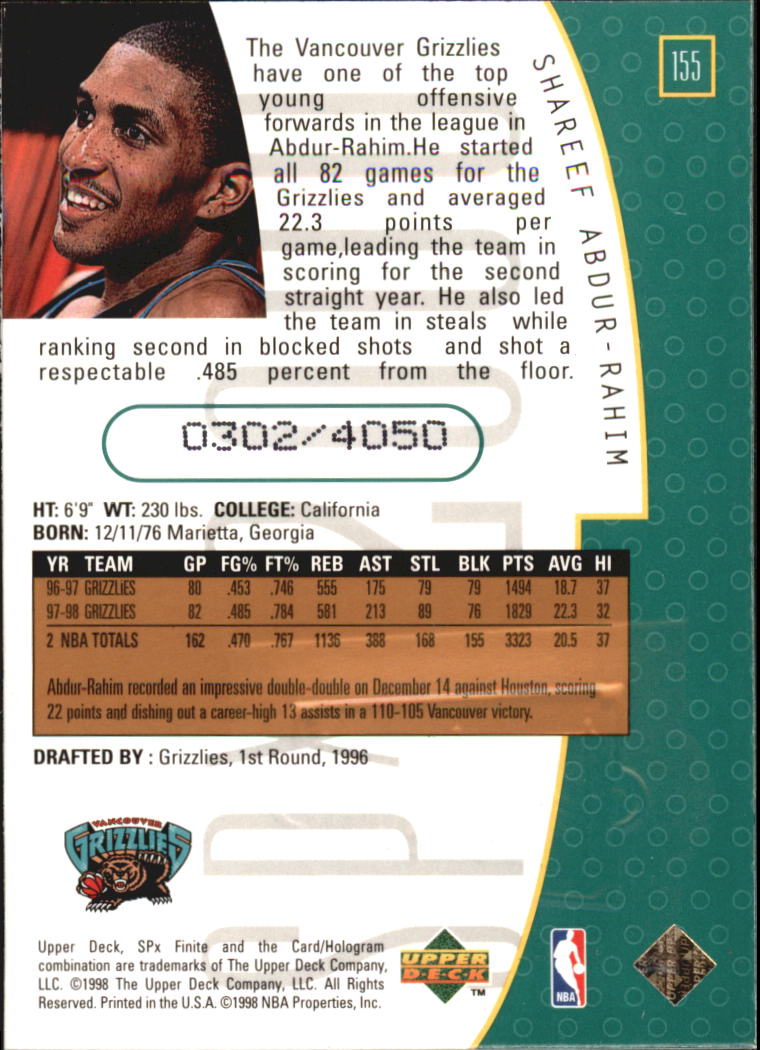 155
SHAREEF ABDUR-RAHIM
The Vancouver Grizzlies
have one of the top
young offensive
forwards in the league in
Abdur-Rahim.He started
all 82 games for the
Grizzlies and averaged
22.3 points per
game,leading the team in
scoring for the second
straight year. He also led
the team in steals while
ranking second in blocked shots and shot a
respectable .485 percent from the floor.
0302/4050
HT: 6'9" WT: 230 lbs. COLLEGE: California
BORN: 12/11/76 Marietta, Georgia
YR TEAM GP FG% FT% REB AST STL BLK PTS AVG HI
96-97 GRIZZLIES 80 .453 .746 555 175 79 79 1494 18.7 37
97-98 GRIZZLIES 82 .485 .784 581 213 89 76 1829 22.3 32
2 NBA TOTALS 162 .470 .767 1136 388 168 155 3323 20.5 37
Abdur-Rahim recorded an impressive double-double on December 14 against Houston, scoring
22 points and dishing out a career-high 13 assists in a 110-105 Vancouver victory.
DRAFTED BY : Grizzlies, 1st Round, 1996
VANCOUVER
GRIZZLIES
Upper Deck, SPx Finite and the Card/Hologram
combination are trademarks of The Upper Deck Company,
LLC. ©1998 The Upper Deck Company, LLC. All Rights
Reserved. Printed in the U.S.A. ©1998 NBA Properties, Inc.
UPPER
DECK
™
NBA